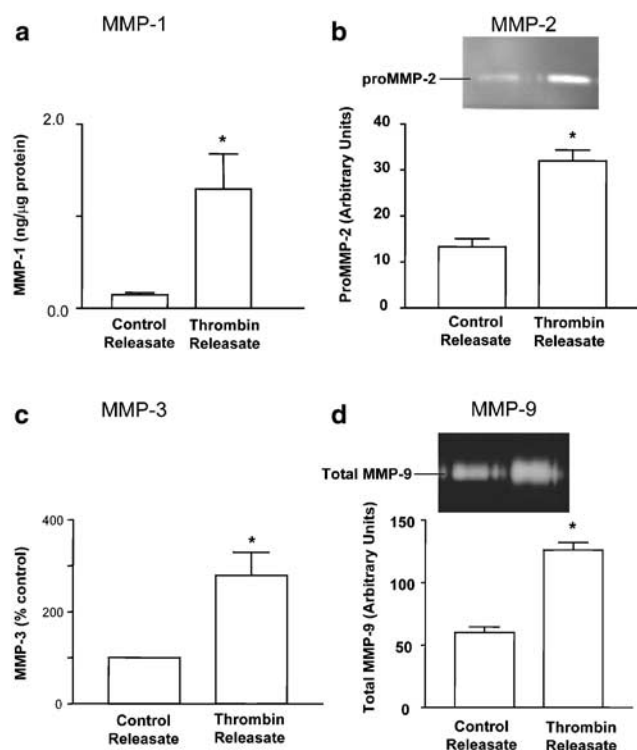 a MMP-1
MMP-1 (ng/µg protein)
2.0
0.0
*
Control Releasate
Thrombin Releasate
b MMP-2
proMMP-2
ProMMP-2 (Arbitrary Units)
40
30
20
10
0
*
Control Releasate
Thrombin Releasate
c MMP-3
MMP-3 (% control)
400
200
100
0
*
Control Releasate
Thrombin Releasate
d MMP-9
Total MMP-9
Total MMP-9 (Arbitrary Units)
150
100
50
0
*
Control Releasate
Thrombin Releasate